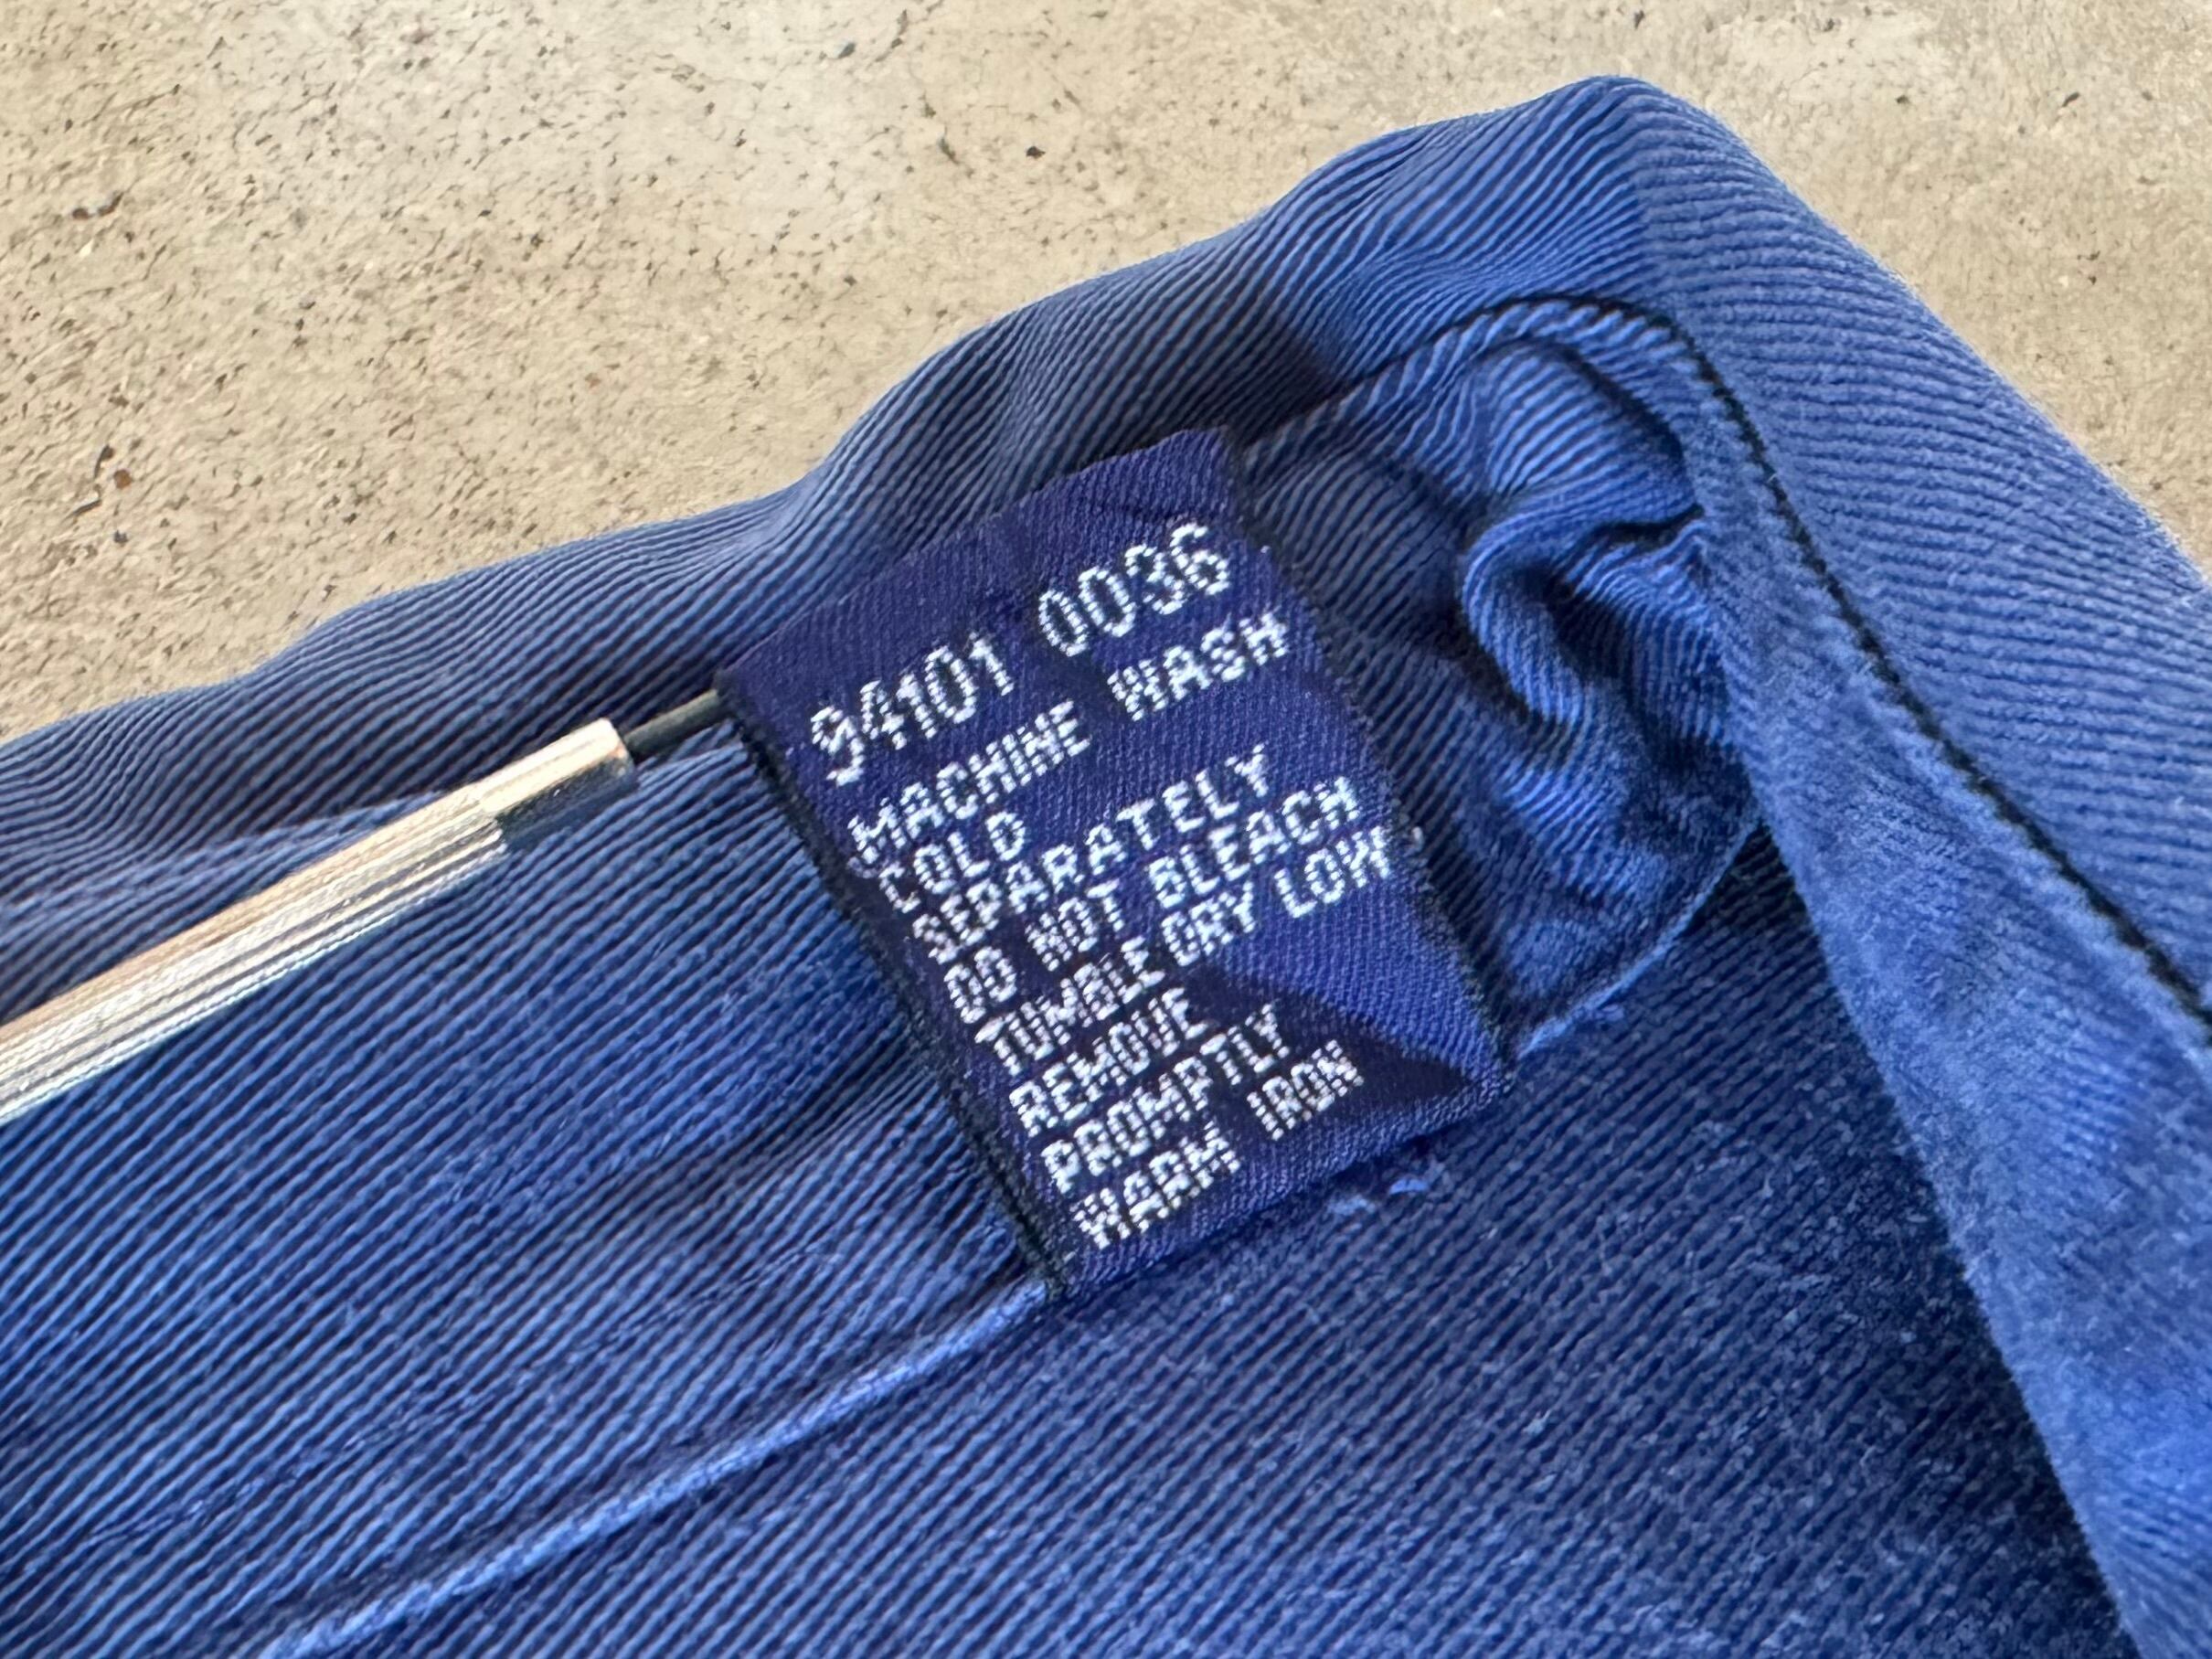 94101 0036
MACHINE WASH
COLD
SEPARATELY
DO NOT BLEACH
TUMBLE DRY LOW
REMOVE
PROMPTLY
WARM IRON